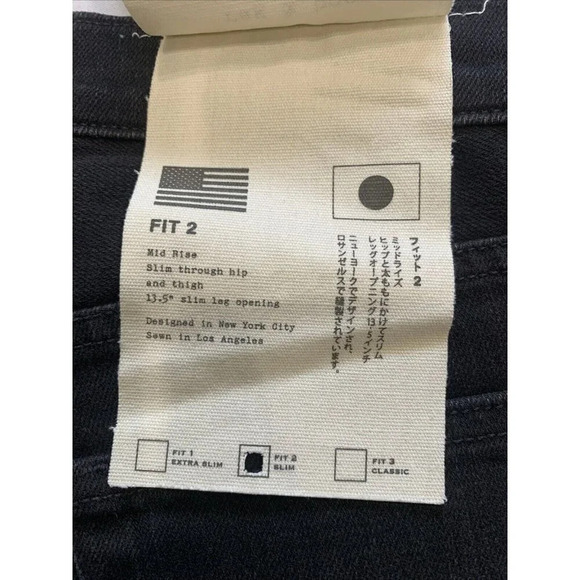 FIT 2
Mid Rise
Slim through hip
and thigh
13.5" slim leg opening
Designed in New York City
Sewn in Los Angeles
フィット 2
ミッドライズ
ヒップと太ももにかけてスリム
レッグオープニング13.5インチ
ニューヨークでデザインされ、
ロサンゼルスで縫製されています。
FIT 1
EXTRA SLIM
FIT 2
SLIM
FIT 3
CLASSIC